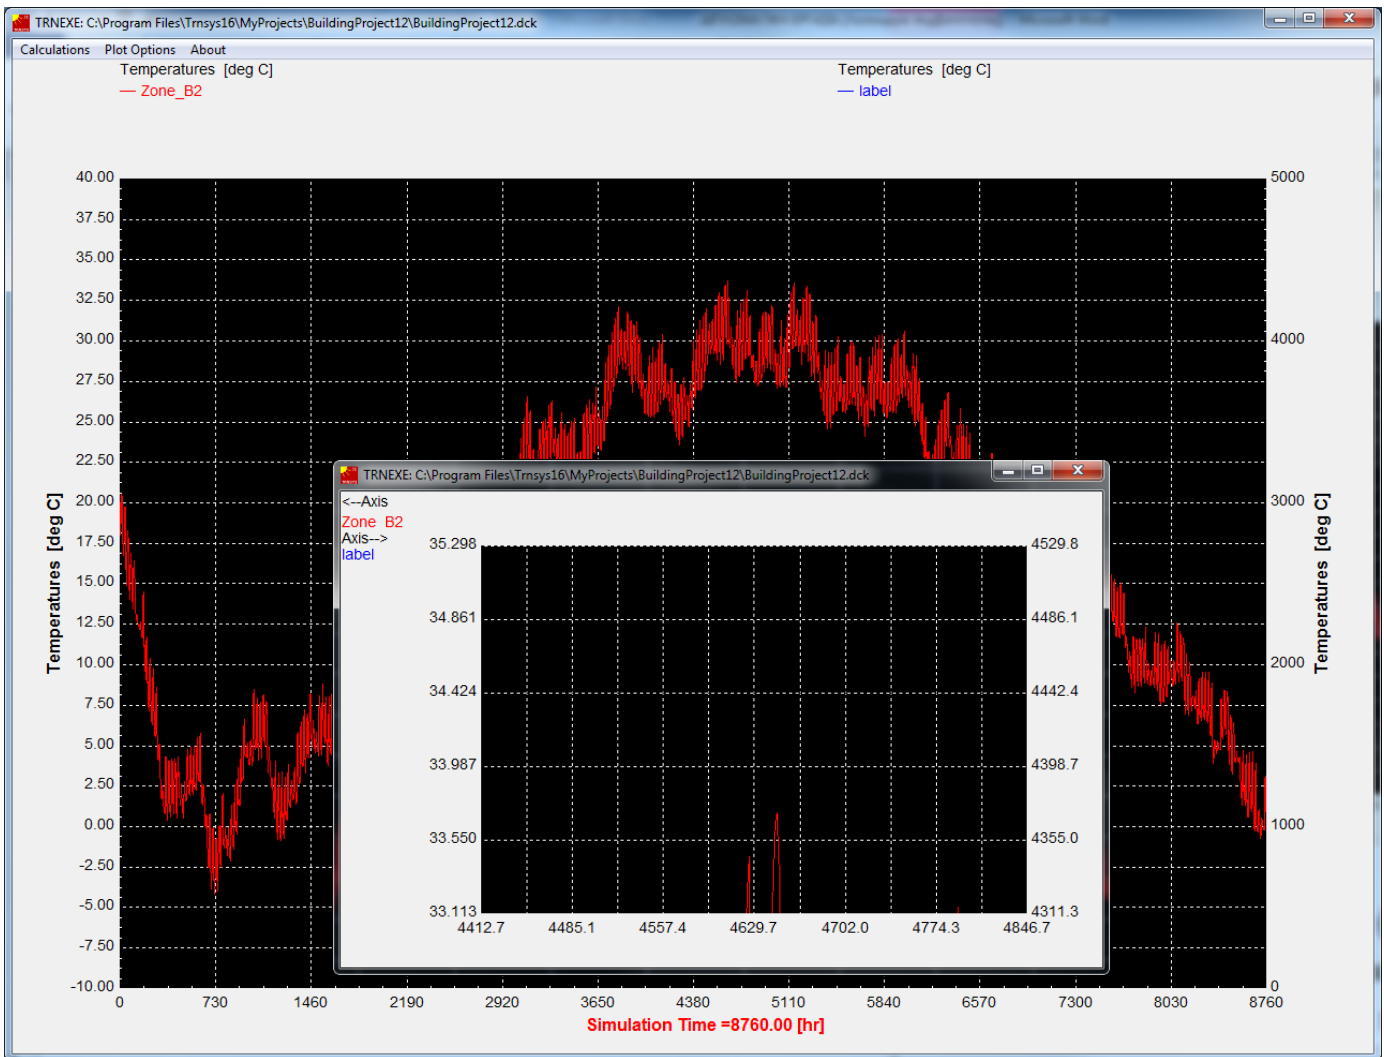 TRNEXE: C:\Program Files\Trnsys16\MyProjects\BuildingProject12\BuildingProject12.dck
Calculations Plot Options About
Temperatures [deg C]
Zone_B2
Temperatures [deg C]
label
40.00
37.50
35.00
32.50
30.00
27.50
25.00
22.50
20.00
17.50
15.00
12.50
10.00
7.50
5.00
2.50
0.00
-2.50
-5.00
-7.50
-10.00
Temperatures [deg C]
5000
4000
3000
2000
1000
0
Temperatures [deg C]
0 730 1460 2190 2920 3650 4380 5110 5840 6570 7300 8030 8760
Simulation Time =8760.00 [hr]
TRNEXE: C:\Program Files\Trnsys16\MyProjects\BuildingProject12\BuildingProject12.dck
<--Axis
Zone B2
Axis-->
label
35.298
34.861
34.424
33.987
33.550
33.113
4529.8
4486.1
4442.4
4398.7
4355.0
4311.3
4412.7 4485.1 4557.4 4629.7 4702.0 4774.3 4846.7